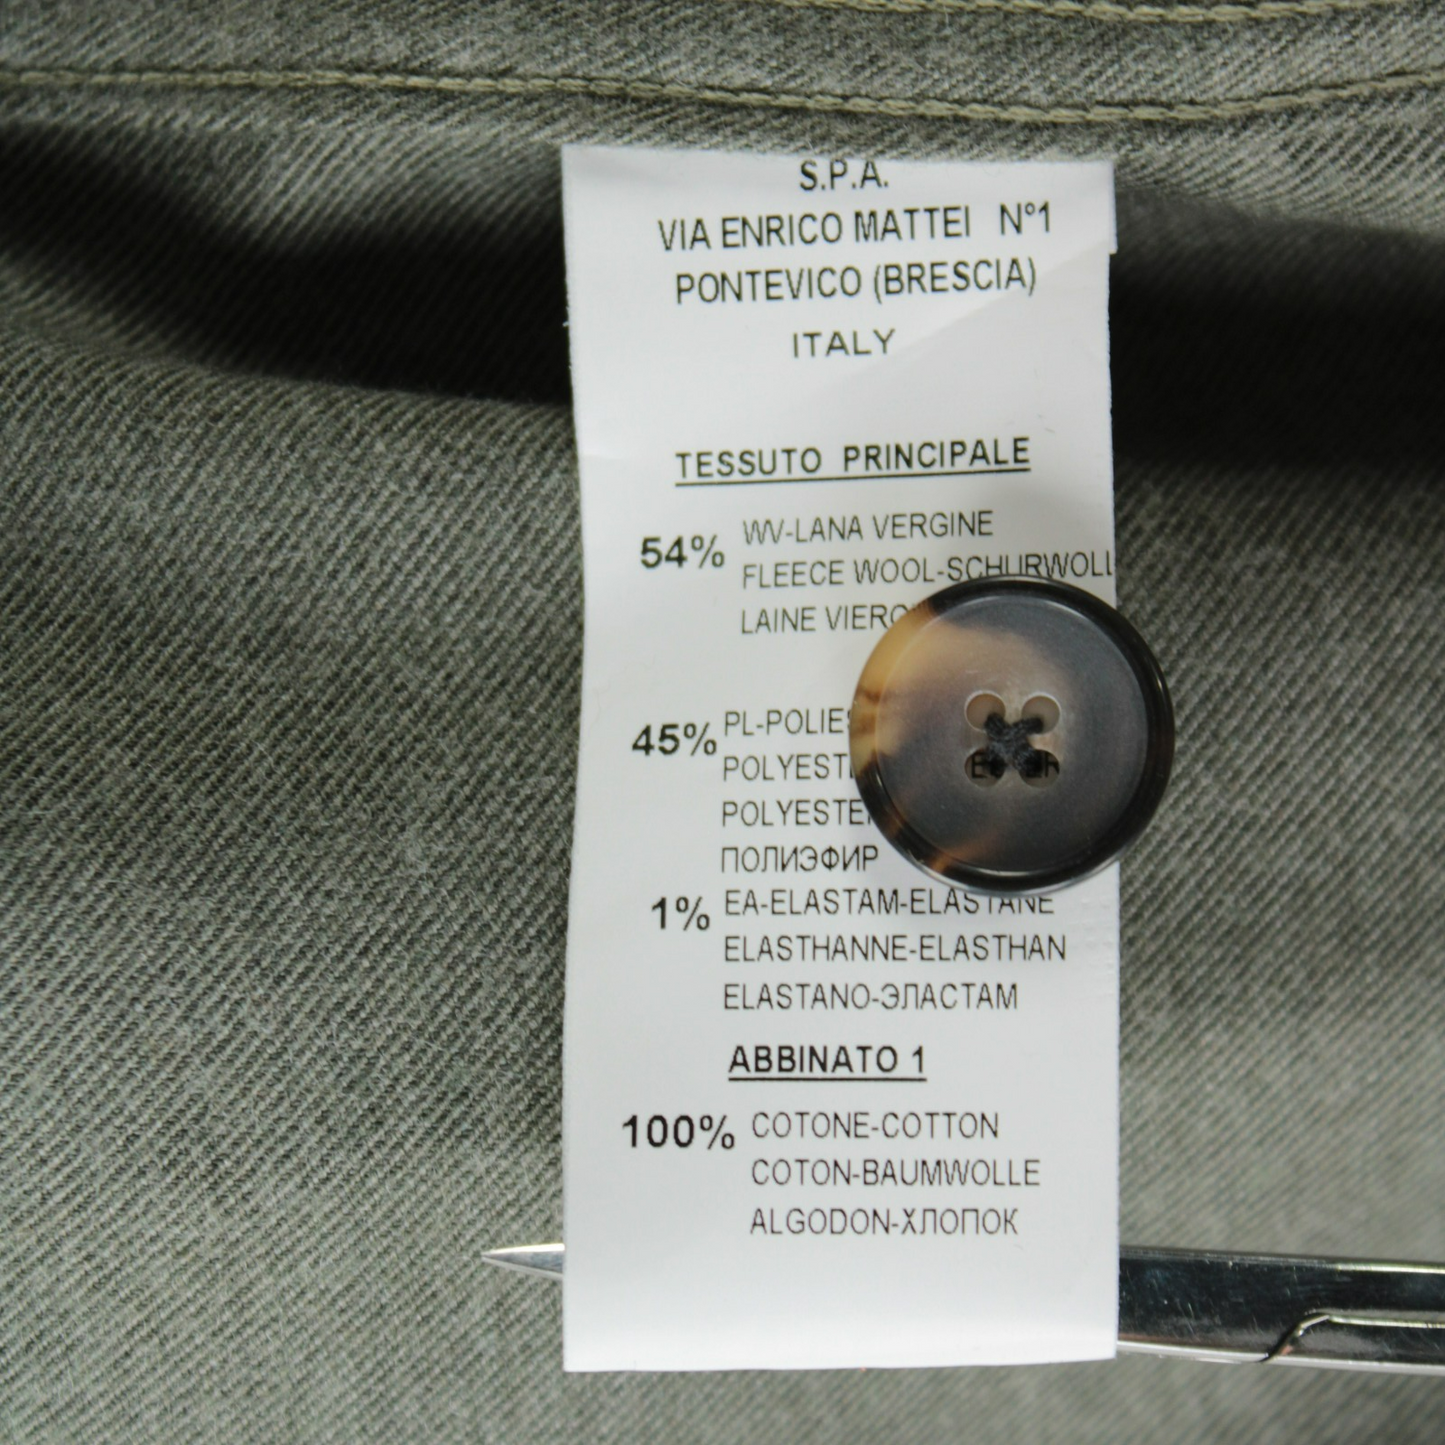 S.P.A.
VIA ENRICO MATTEI N°1
PONTEVICO (BRESCIA)
ITALY
TESSUTO PRINCIPALE
54% WV-LANA VERGINE
FLEECE WOOL-SCHURWOLL
LAINE
45% PL-POLIES
POLYEST
POLYESTE
ПОЛИЭФИР
1% EA-ELASTAM-ELASTANE
ELASTHANNE-ELASTHAN
ELASTANO-ЭЛАСТАМ
ABBINATO 1
100% COTONE-COTTON
COTON-BAUMWOLLE
ALGODON-ХЛОПОК